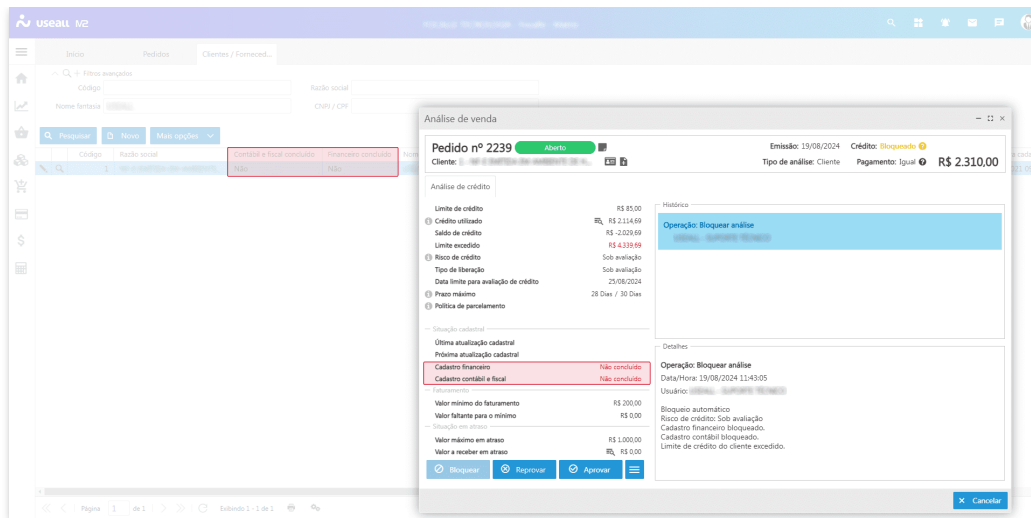 useall M2
Início Pedidos Clientes / Forneced...
Filtros avançados
Código Razão social
Nome fantasia CNPJ / CPF
Pesquisar Novo Mais opções
Código Razão social Contábil e fiscal concluído Financeiro concluído
1 Não Não
Página 1 de 1 Exibindo 1 - 1 de 1
Análise de venda
Pedido nº 2239 Aberto Emissão: 19/08/2024 Crédito: Bloqueado
Cliente: Tipo de análise: Cliente Pagamento: Igual R$ 2.310,00
Análise de crédito
Limite de crédito R$ 85,00
Crédito utilizado R$ 2.114,69
Saldo de crédito R$ -2.029,69
Limite excedido R$ 4.339,69
Risco de crédito Sob avaliação
Tipo de liberação Sob avaliação
Data limite para avaliação de crédito 25/08/2024
Prazo máximo 28 Dias / 30 Dias
Política de parcelamento
Situação cadastral
Última atualização cadastral
Próxima atualização cadastral
Cadastro financeiro Não concluído
Cadastro contábil e fiscal Não concluído
Faturamento
Valor mínimo do faturamento R$ 200,00
Valor faltante para o mínimo R$ 0,00
Situação em atraso
Valor máximo em atraso R$ 1.000,00
Valor a receber em atraso R$ 0,00
Bloquear Reprovar Aprovar
Histórico
Operação: Bloquear análise
Detalhes
Operação: Bloquear análise
Data/Hora: 19/08/2024 11:43:05
Usuário:
Bloqueio automático
Risco de crédito: Sob avaliação
Cadastro financeiro bloqueado.
Cadastro contábil bloqueado.
Limite de crédito do cliente excedido.
Cancelar